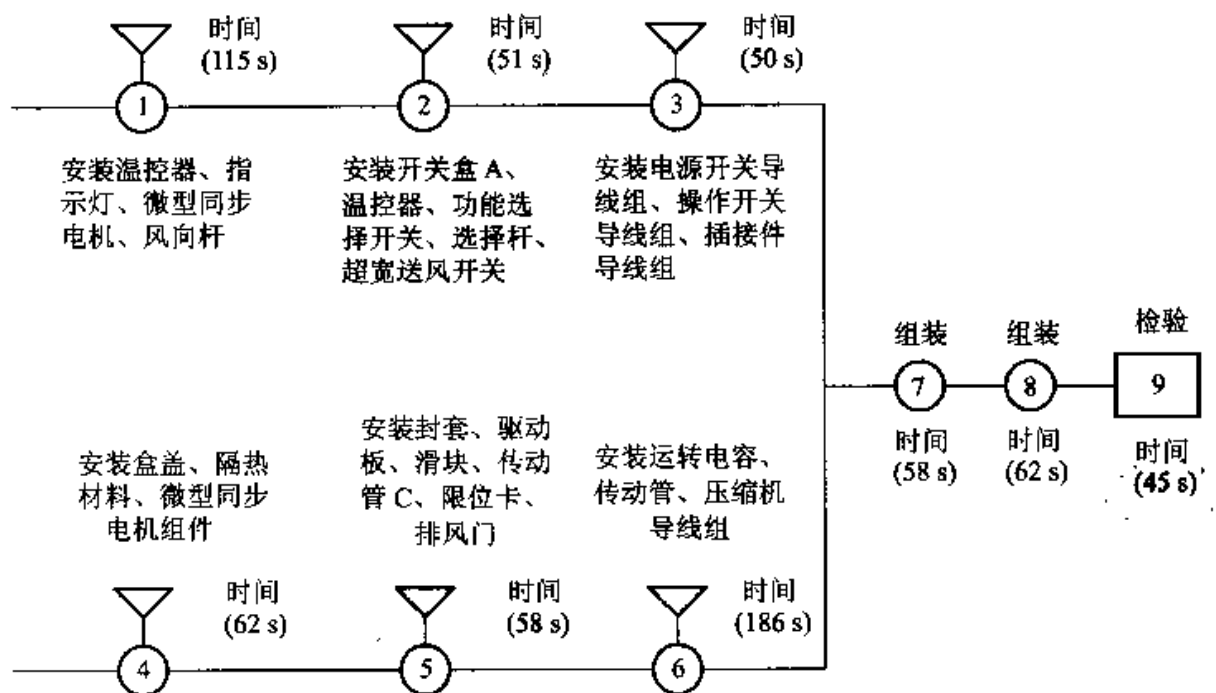 时间
(115 s)
时间
(51 s)
时间
(50 s)
1
2
3
安装温控器、指
示灯、微型同步
电机、风向杆
安装开关盒 A、
温控器、功能选
择开关、选择杆、
超宽送风开关
安装电源开关导
线组、操作开关
导线组、插接件
导线组
组装
组装
检验
7
8
9
时间
(58 s)
时间
(62 s)
时间
(45 s)
安装盒盖、隔热
材料、微型同步
电机组件
安装封套、驱动
板、滑块、传动
管 C、限位卡、
排风门
安装运转电容、
传动管、压缩机
导线组
时间
(62 s)
时间
(58 s)
时间
(186 s)
4
5
6